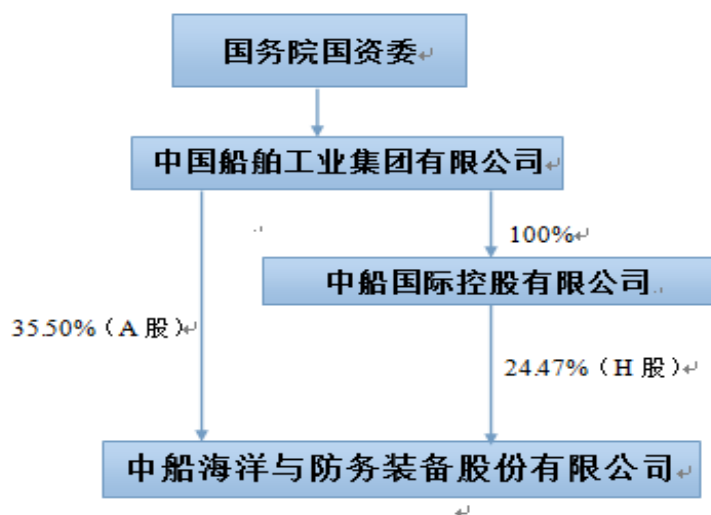 国务院国资委
中国船舶工业集团有限公司
100%
中船国际控股有限公司
35.50%（A 股）
24.47%（H 股）
中船海洋与防务装备股份有限公司